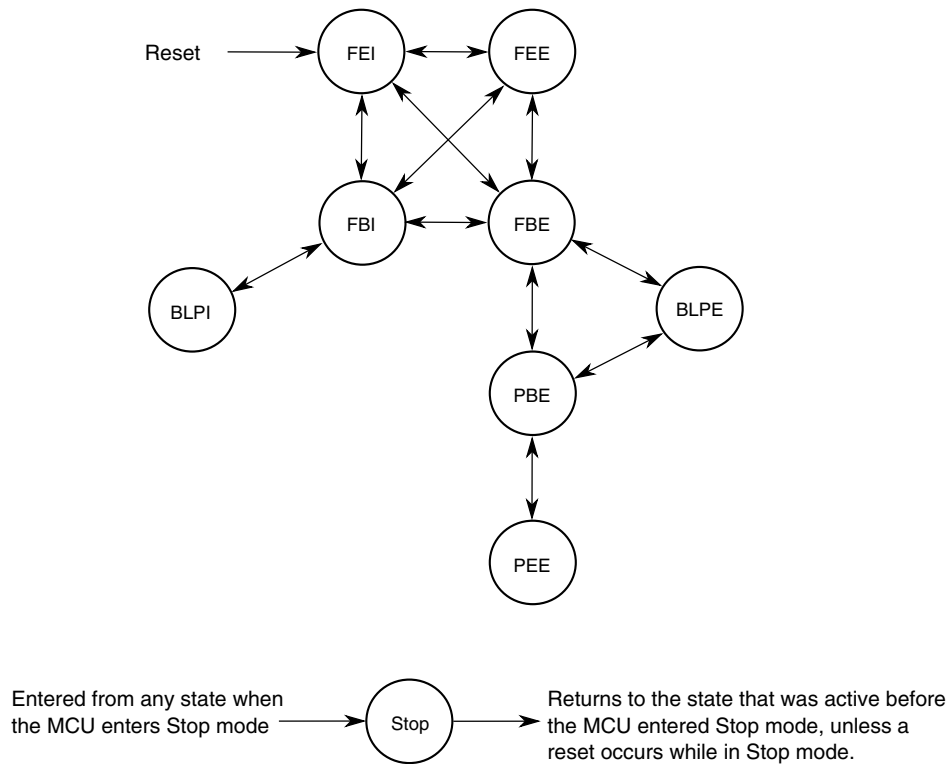 Reset
FEI
FEE
FBI
FBE
BLPI
BLPE
PBE
PEE
Entered from any state when
the MCU enters Stop mode
Stop
Returns to the state that was active before
the MCU entered Stop mode, unless a
reset occurs while in Stop mode.